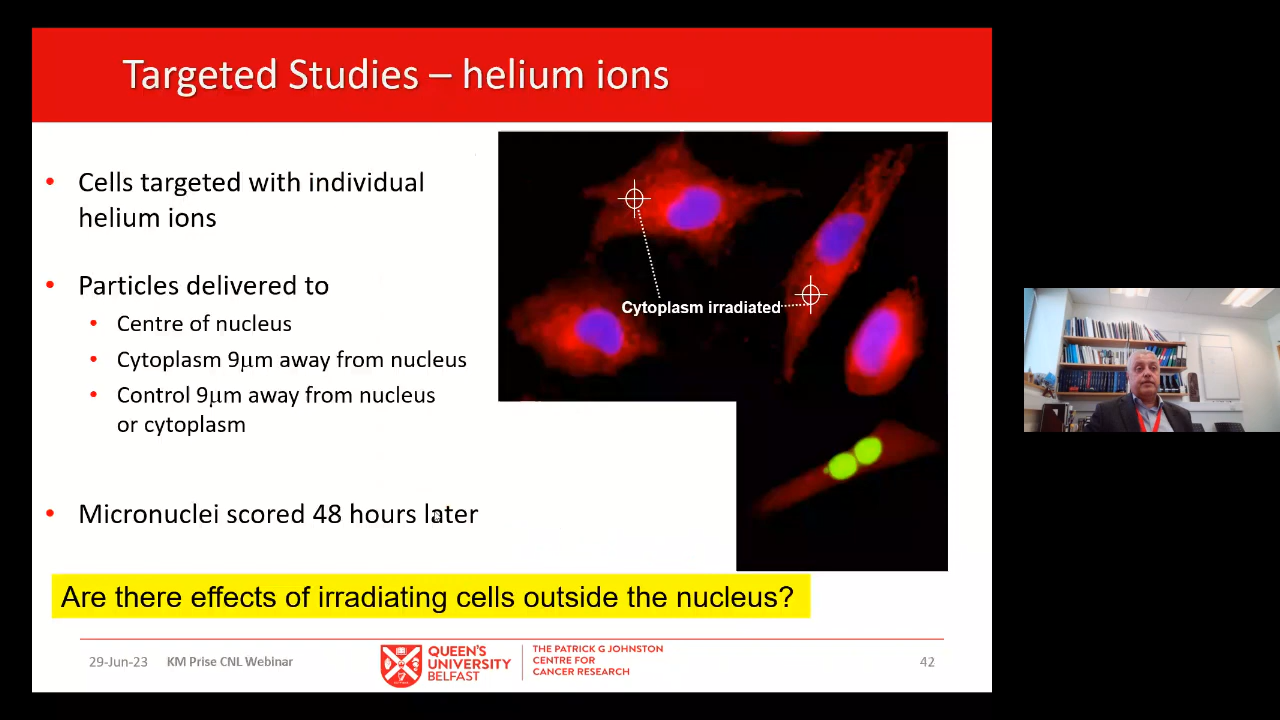 Targeted Studies – helium ions
• Cells targeted with individual
helium ions
• Particles delivered to
• Centre of nucleus
• Cytoplasm 9μm away from nucleus
• Control 9μm away from nucleus
or cytoplasm
• Micronuclei scored 48 hours later
Cytoplasm irradiated
Are there effects of irradiating cells outside the nucleus?
29-Jun-23 KM Prise CNL Webinar
QUEEN'S
UNIVERSITY
BELFAST
THE PATRICK G JOHNSTON
CENTRE FOR
CANCER RESEARCH
42